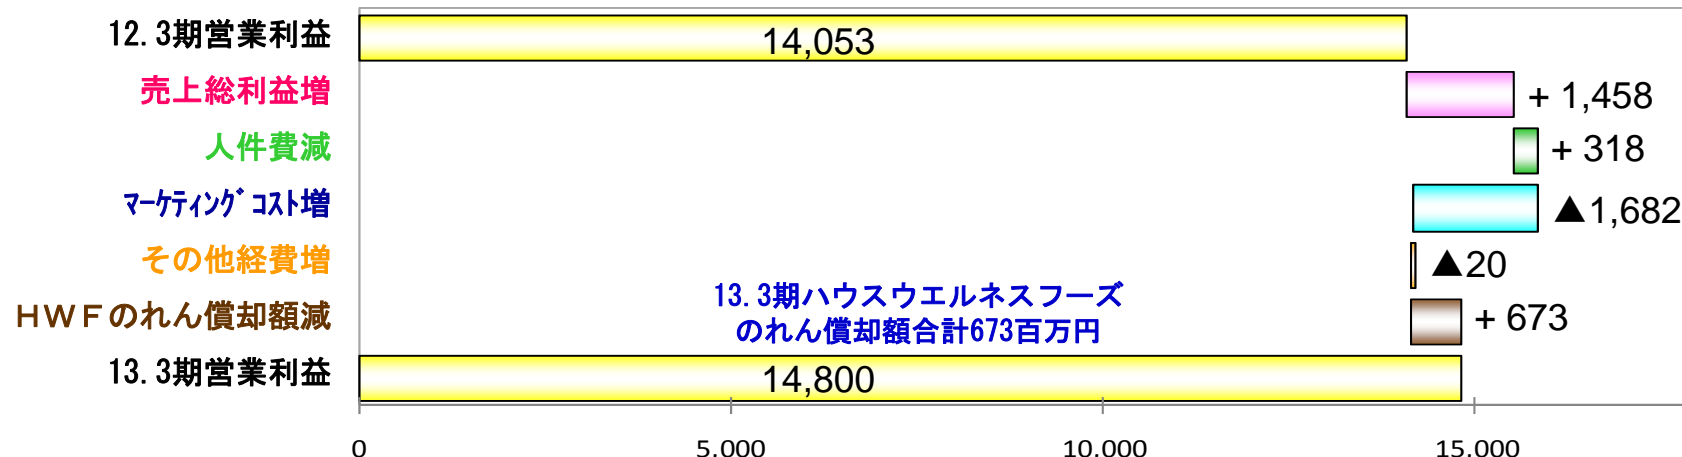 12.3期営業利益
14,053
売上総利益増
+ 1,458
人件費減
+ 318
ﾏｰｹﾃｨﾝｸﾞｺｽﾄ増
▲1,682
その他経費増
▲20
13.3期ハウスウエルネスフーズ
のれん償却額合計673百万円
ＨＷＦのれん償却額減
+ 673
13.3期営業利益
14,800
0 5,000 10,000 15,000